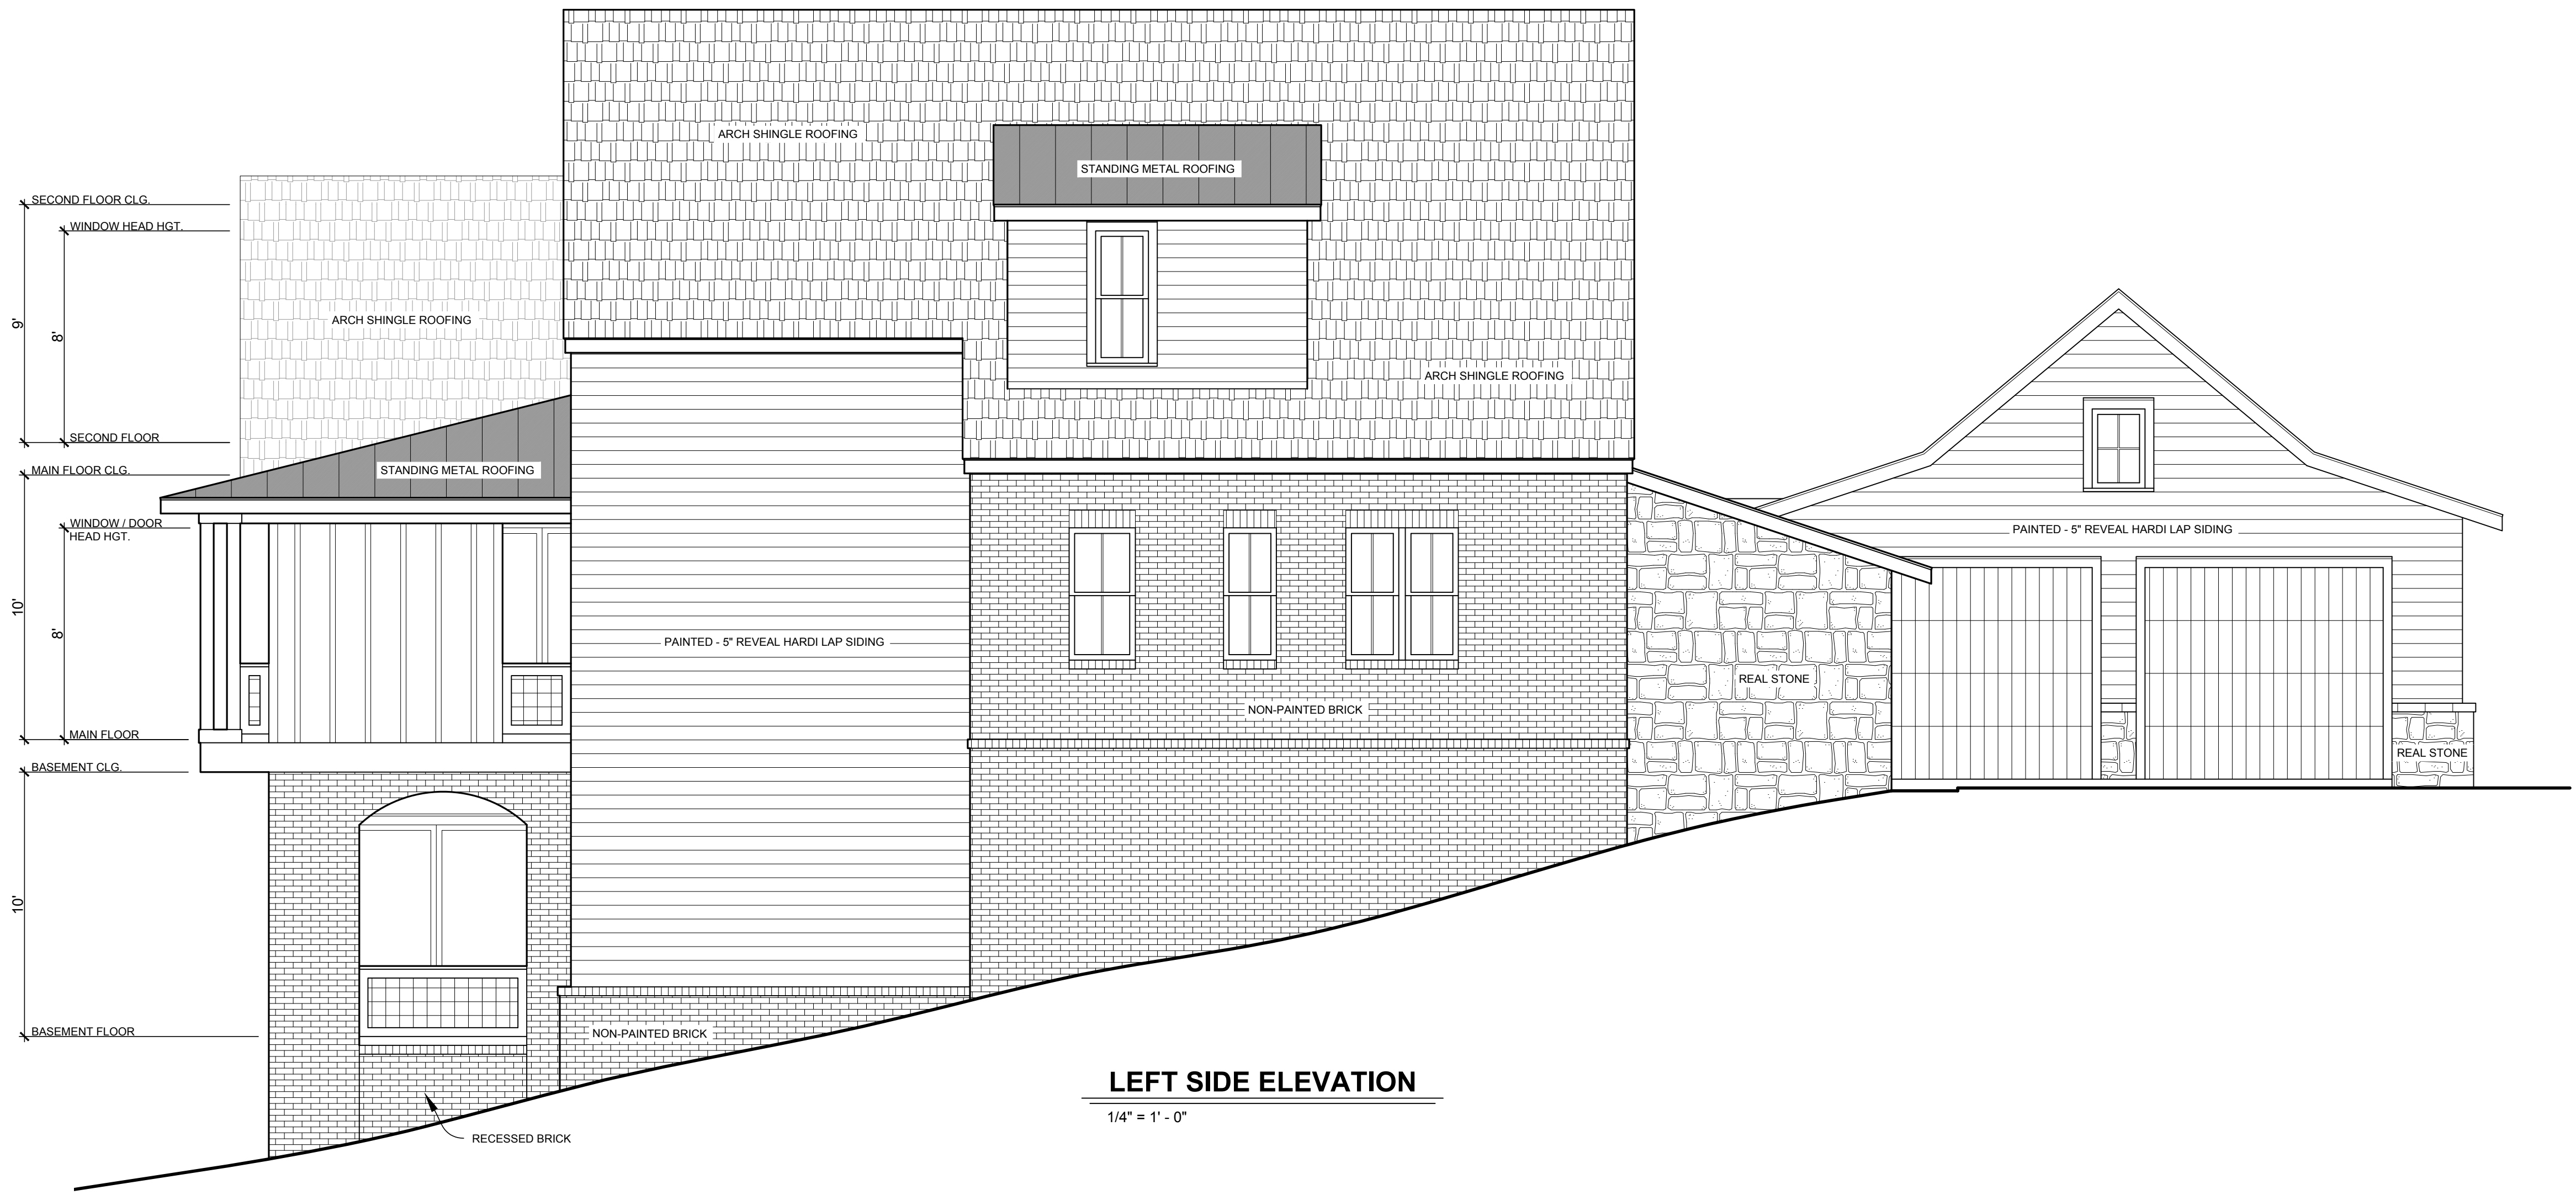 ARCH SHINGLE ROOFING
STANDING METAL ROOFING
SECOND FLOOR CLG.
WINDOW HEAD HGT.
9'
8'
ARCH SHINGLE ROOFING
ARCH SHINGLE ROOFING
SECOND FLOOR
MAIN FLOOR CLG.
STANDING METAL ROOFING
WINDOW / DOOR
HEAD HGT.
PAINTED - 5" REVEAL HARDI LAP SIDING
10'
8'
PAINTED - 5" REVEAL HARDI LAP SIDING
REAL STONE
NON-PAINTED BRICK
MAIN FLOOR
REAL STONE
BASEMENT CLG.
10'
BASEMENT FLOOR
NON-PAINTED BRICK
RECESSED BRICK
LEFT SIDE ELEVATION
1/4" = 1' - 0"